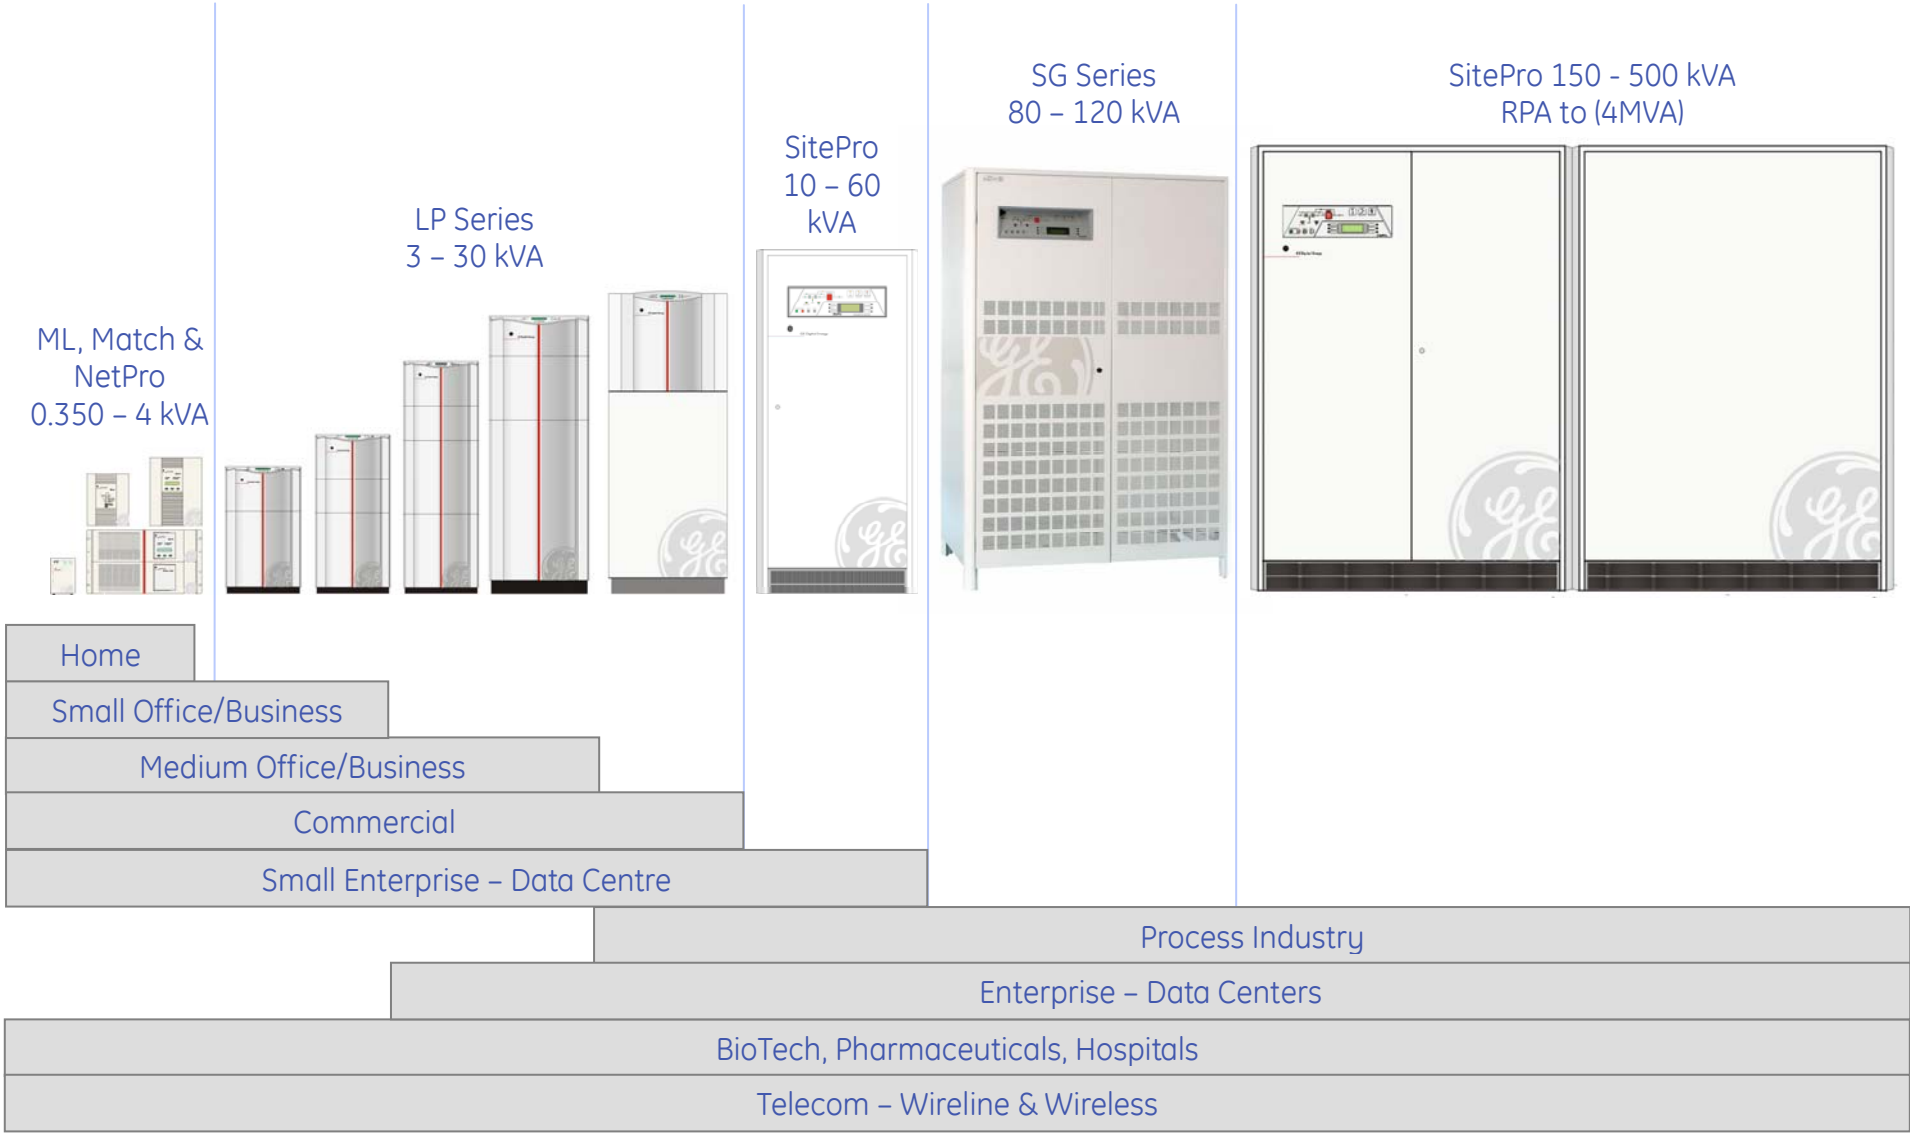 SG Series
80 – 120 kVA
SitePro 150 - 500 kVA
RPA to (4MVA)
SitePro
10 – 60
kVA
LP Series
3 – 30 kVA
ML, Match &
NetPro
0.350 – 4 kVA
Home
Small Office/Business
Medium Office/Business
Commercial
Small Enterprise – Data Centre
Process Industry
Enterprise – Data Centers
BioTech, Pharmaceuticals, Hospitals
Telecom – Wireline & Wireless